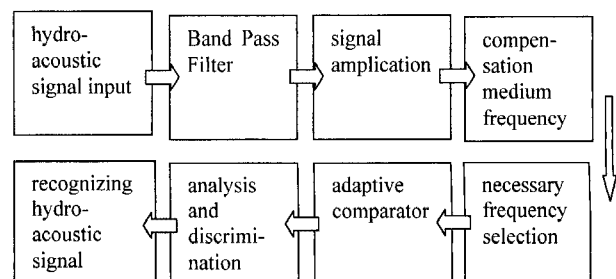 hydro-
acoustic
signal input
Band Pass
Filter
signal
amplication
compen-
sation
medium
frequency
necessary
frequency
selection
adaptive
comparator
analysis
and
discrimi-
nation
recognizing
hydro-
acoustic
signal